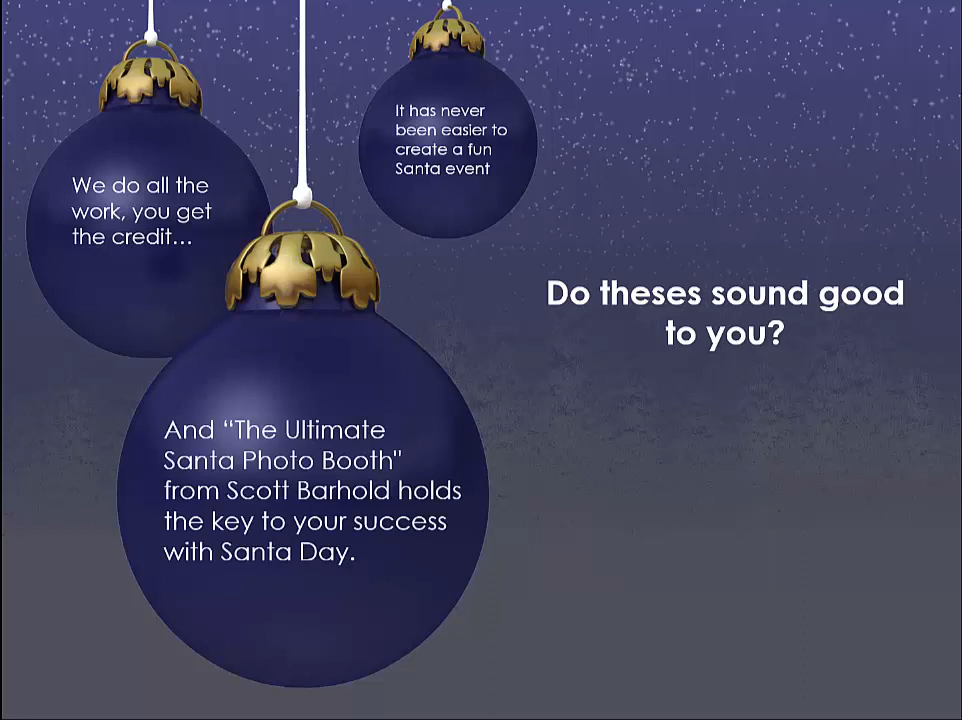 We do all the
work, you get
the credit...
It has never
been easier to
create a fun
Santa event
And “The Ultimate
Santa Photo Booth"
from Scott Barhold holds
the key to your success
with Santa Day.
Do theses sound good
to you?